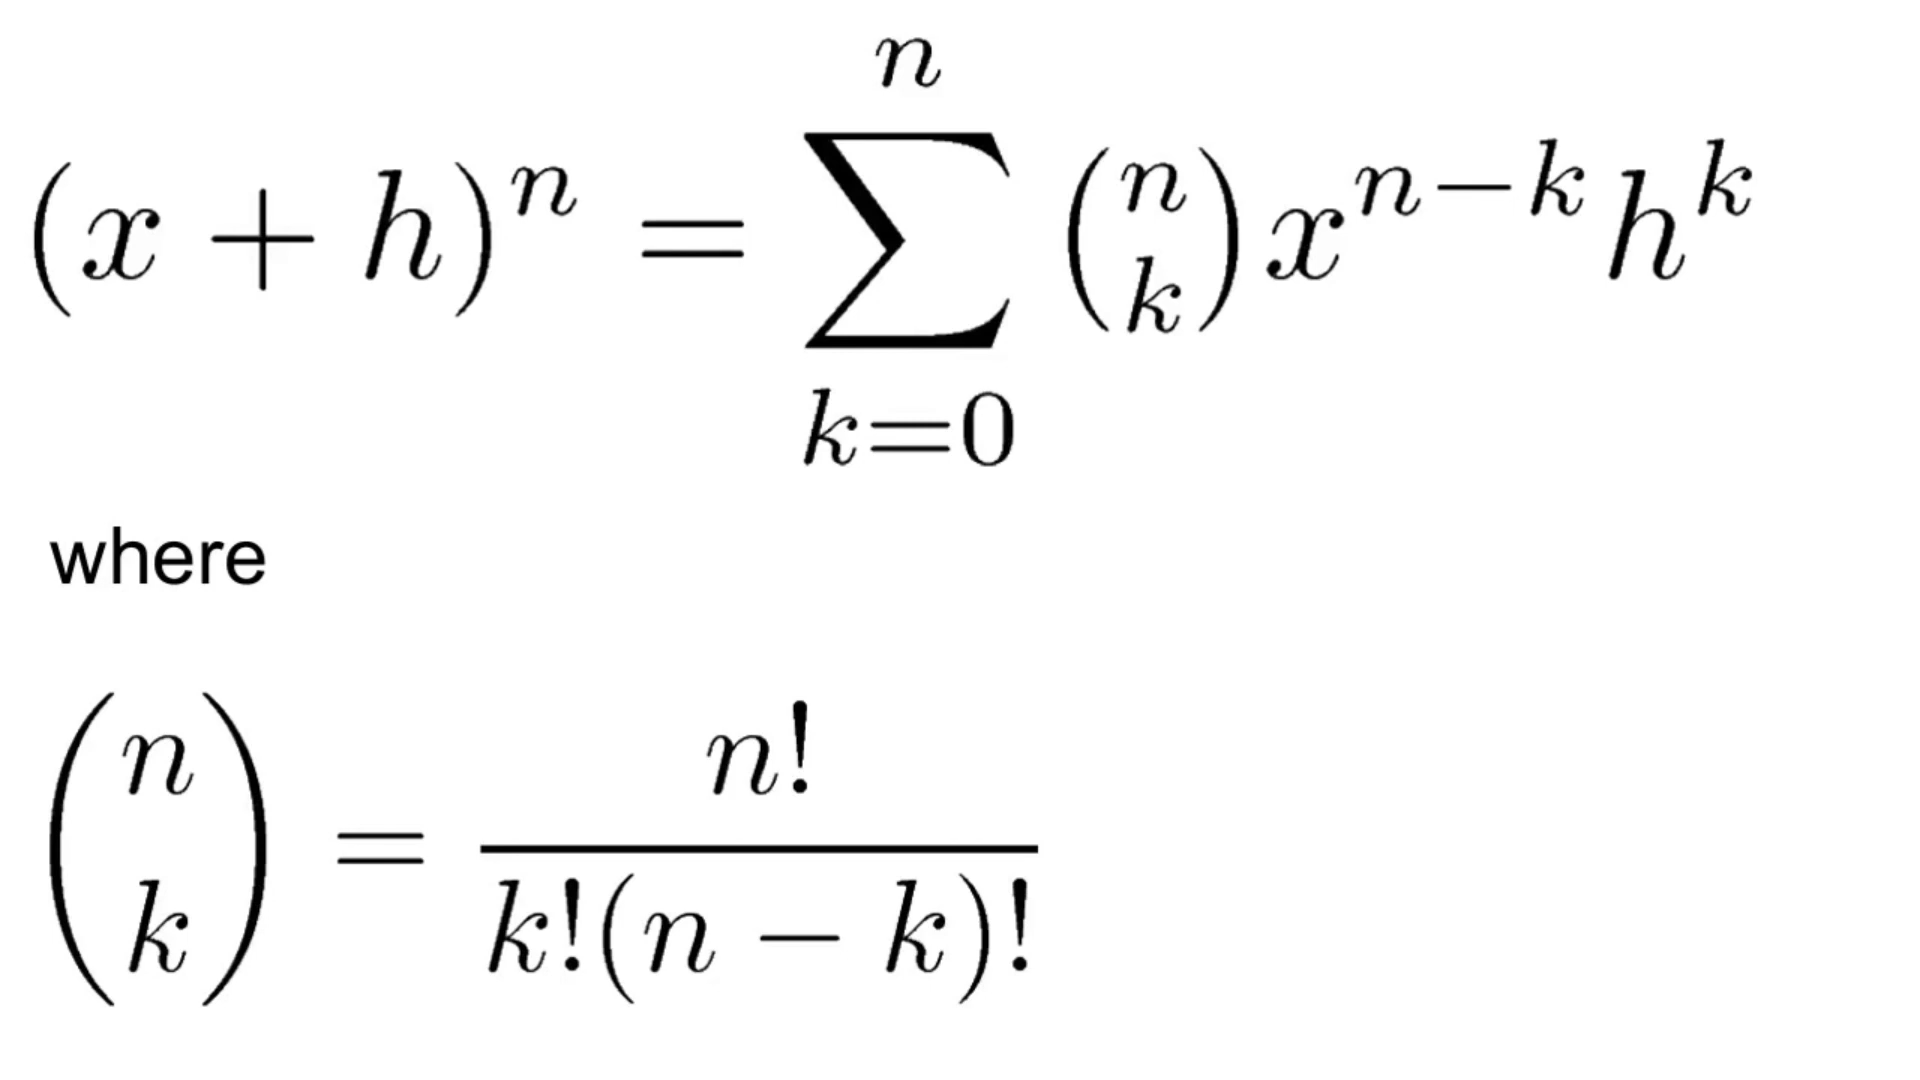 (x + h)^n = \sum_{k=0}^{n} \binom{n}{k} x^{n-k} h^k
where
\binom{n}{k} = \frac{n!}{k!(n - k)!}